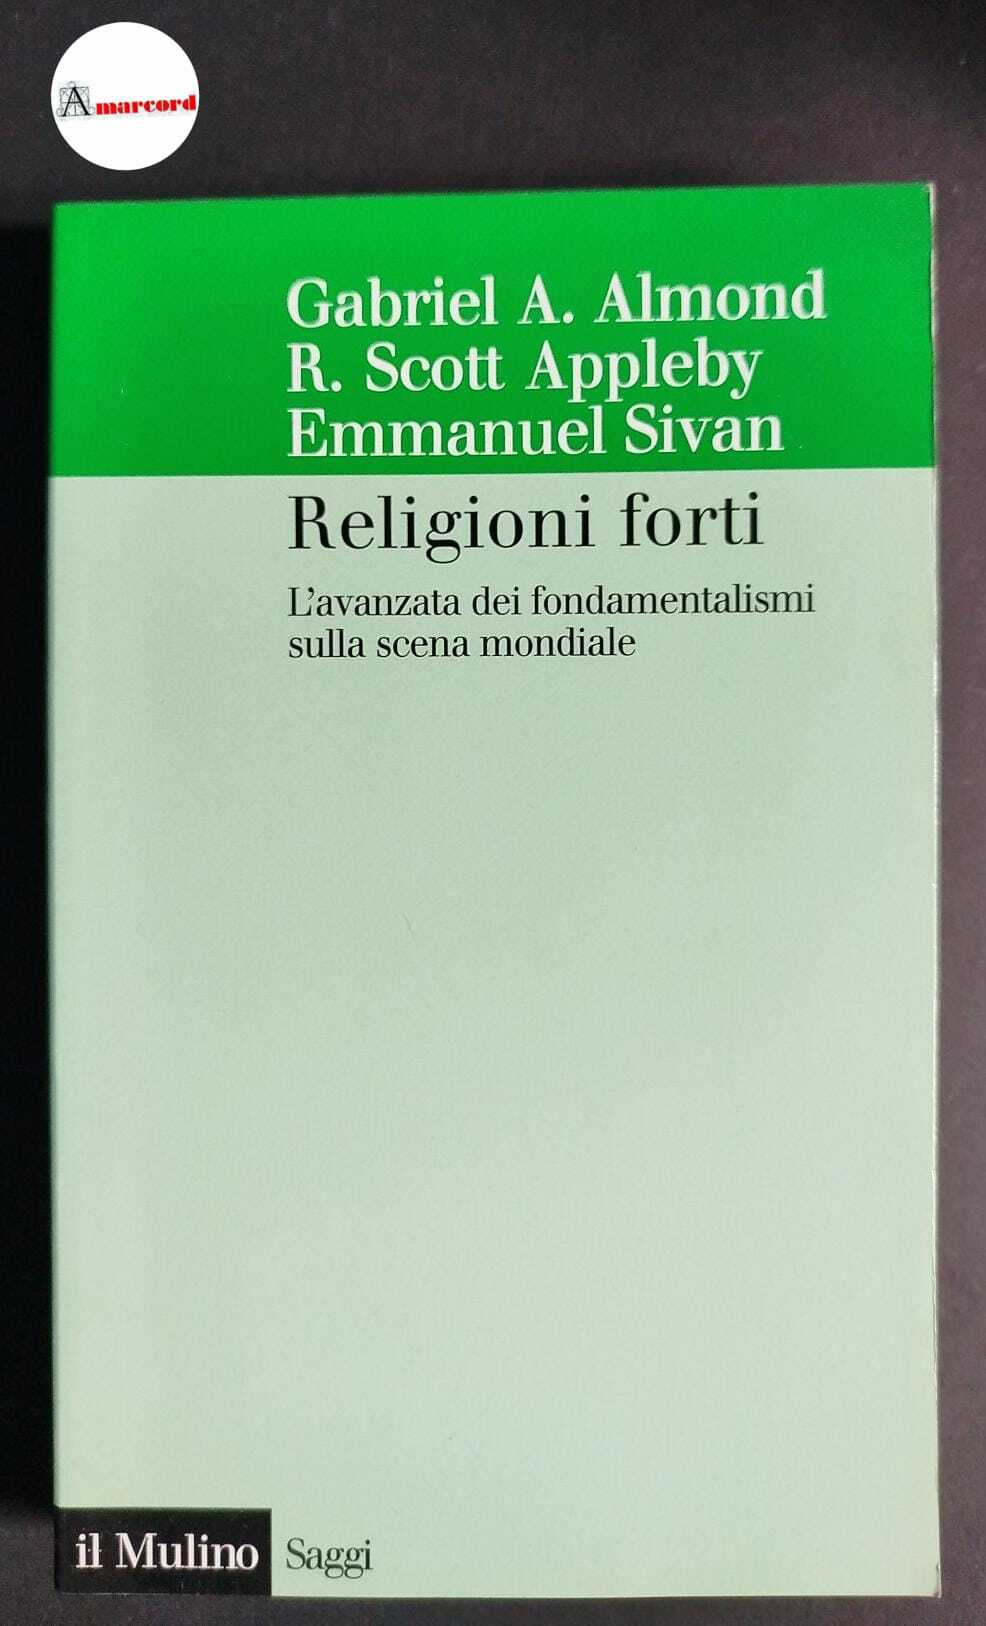 Amarcord
Gabriel A. Almond
R. Scott Appleby
Emmanuel Sivan
Religioni forti
L'avanzata dei fondamentalismi
sulla scena mondiale
il Mulino Saggi